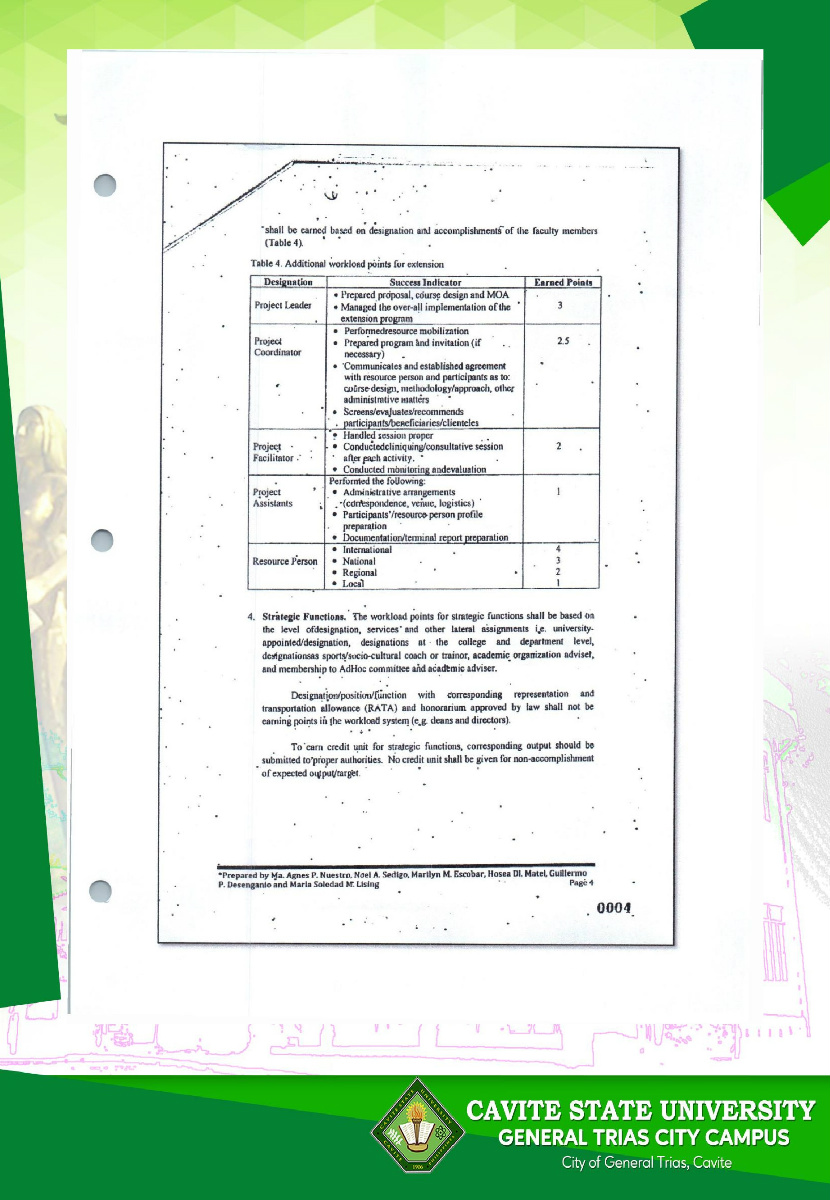 shall be earned based on designation and accomplishments of the faculty members
(Table 4).
Table 4. Additional workload points for extension
Designation Success Indicator Earned Points
Project Leader
• Prepared proposal, course design and MOA
• Managed the over-all implementation of the
extension program
3
Project
Coordinator
• Performedresource mobilization
• Prepared program and invitation (if
necessary)
• Communicates and established agreement
with resource person and participants as to:
course design, methodology/approach, other
administrative matters
• Screens/evaluates/recommends
participants/beneficiaries/clienteles
2.5
Project
Facilitator
• Handled session proper
• Conductedcliniquing/consultative session
after each activity.
• Conducted monitoring andevaluation
2
Project
Assistants
Performed the following:
• Administrative arrangements
(correspondence, venue, logistics)
• Participants'/resource person profile
preparation
• Documentation/terminal report preparation
1
Resource Person
• International 4
• National 3
• Regional 2
• Local 1
4. Strategic Functions. The workload points for strategic functions shall be based on
the level ofdesignation, services and other lateral assignments i.e. university-
appointed/designation, designations at the college and department level,
designationsas sports/socio-cultural coach or trainor, academic organization adviser,
and membership to AdHoc committee and academic adviser.
Designation/position/function with corresponding representation and
transportation allowance (RATA) and honorarium approved by law shall not be
earning points in the workload system (e.g. deans and directors).
To earn credit unit for strategic functions, corresponding output should be
submitted to proper authorities. No credit unit shall be given for non-accomplishment
of expected output/target.
*Prepared by Ma. Agnes P. Nuestro, Noel A. Sedigo, Marilyn M. Escobar, Hosea Dl. Matel, Guillermo
P. Desenganio and Maria Soledad M. Lising Page 4
0004
CAVITE STATE UNIVERSITY
GENERAL TRIAS CITY CAMPUS
City of General Trias, Cavite
1906